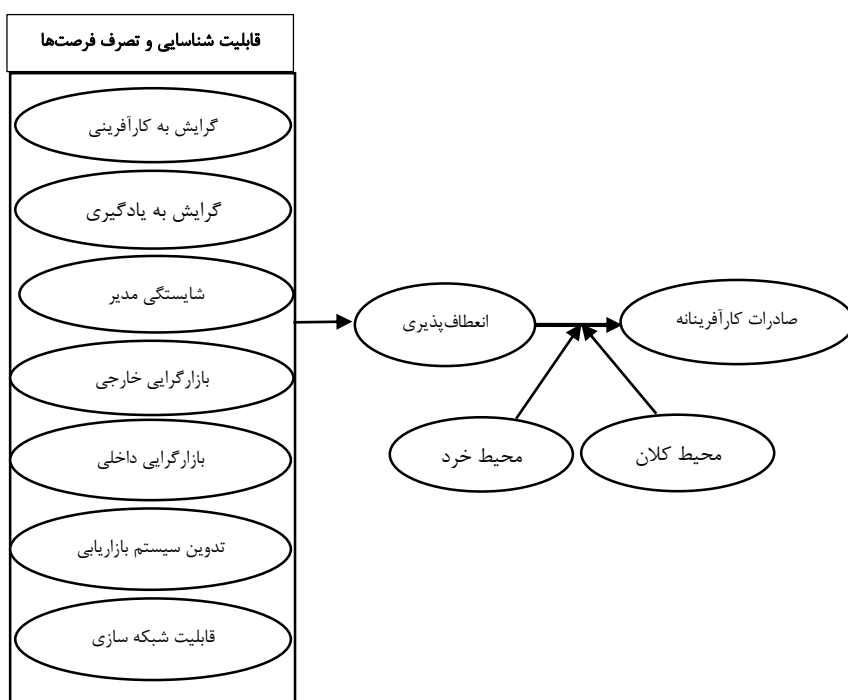 قابلیت شناسایی و تصرف فرصت‌ها
گرایش به کارآفرینی
گرایش به یادگیری
شایستگی مدیر
بازارگرایی خارجی
بازارگرایی داخلی
تدوین سیستم بازاریابی
قابلیت شبکه سازی
انعطاف‌پذیری
صادرات کارآفرینانه
محیط خرد
محیط کلان